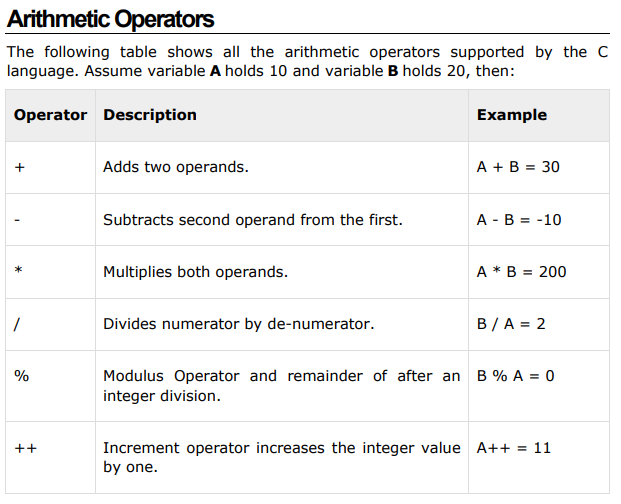 Arithmetic Operators
The following table shows all the arithmetic operators supported by the C
language. Assume variable A holds 10 and variable B holds 20, then:
Operator Description Example
+ Adds two operands. A + B = 30
- Subtracts second operand from the first. A - B = -10
* Multiplies both operands. A * B = 200
/ Divides numerator by de-numerator. B / A = 2
% Modulus Operator and remainder of after an B % A = 0
integer division.
++ Increment operator increases the integer value A++ = 11
by one.